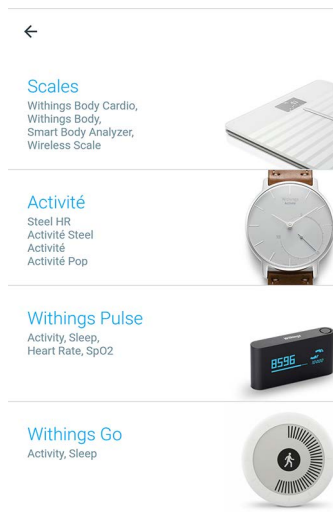 Scales
Withings Body Cardio,
Withings Body,
Smart Body Analyzer,
Wireless Scale
Activité
Steel HR
Activité Steel
Activité
Activité Pop
Withings Pulse
Activity, Sleep,
Heart Rate, SpO2
8596
Withings Go
Activity, Sleep